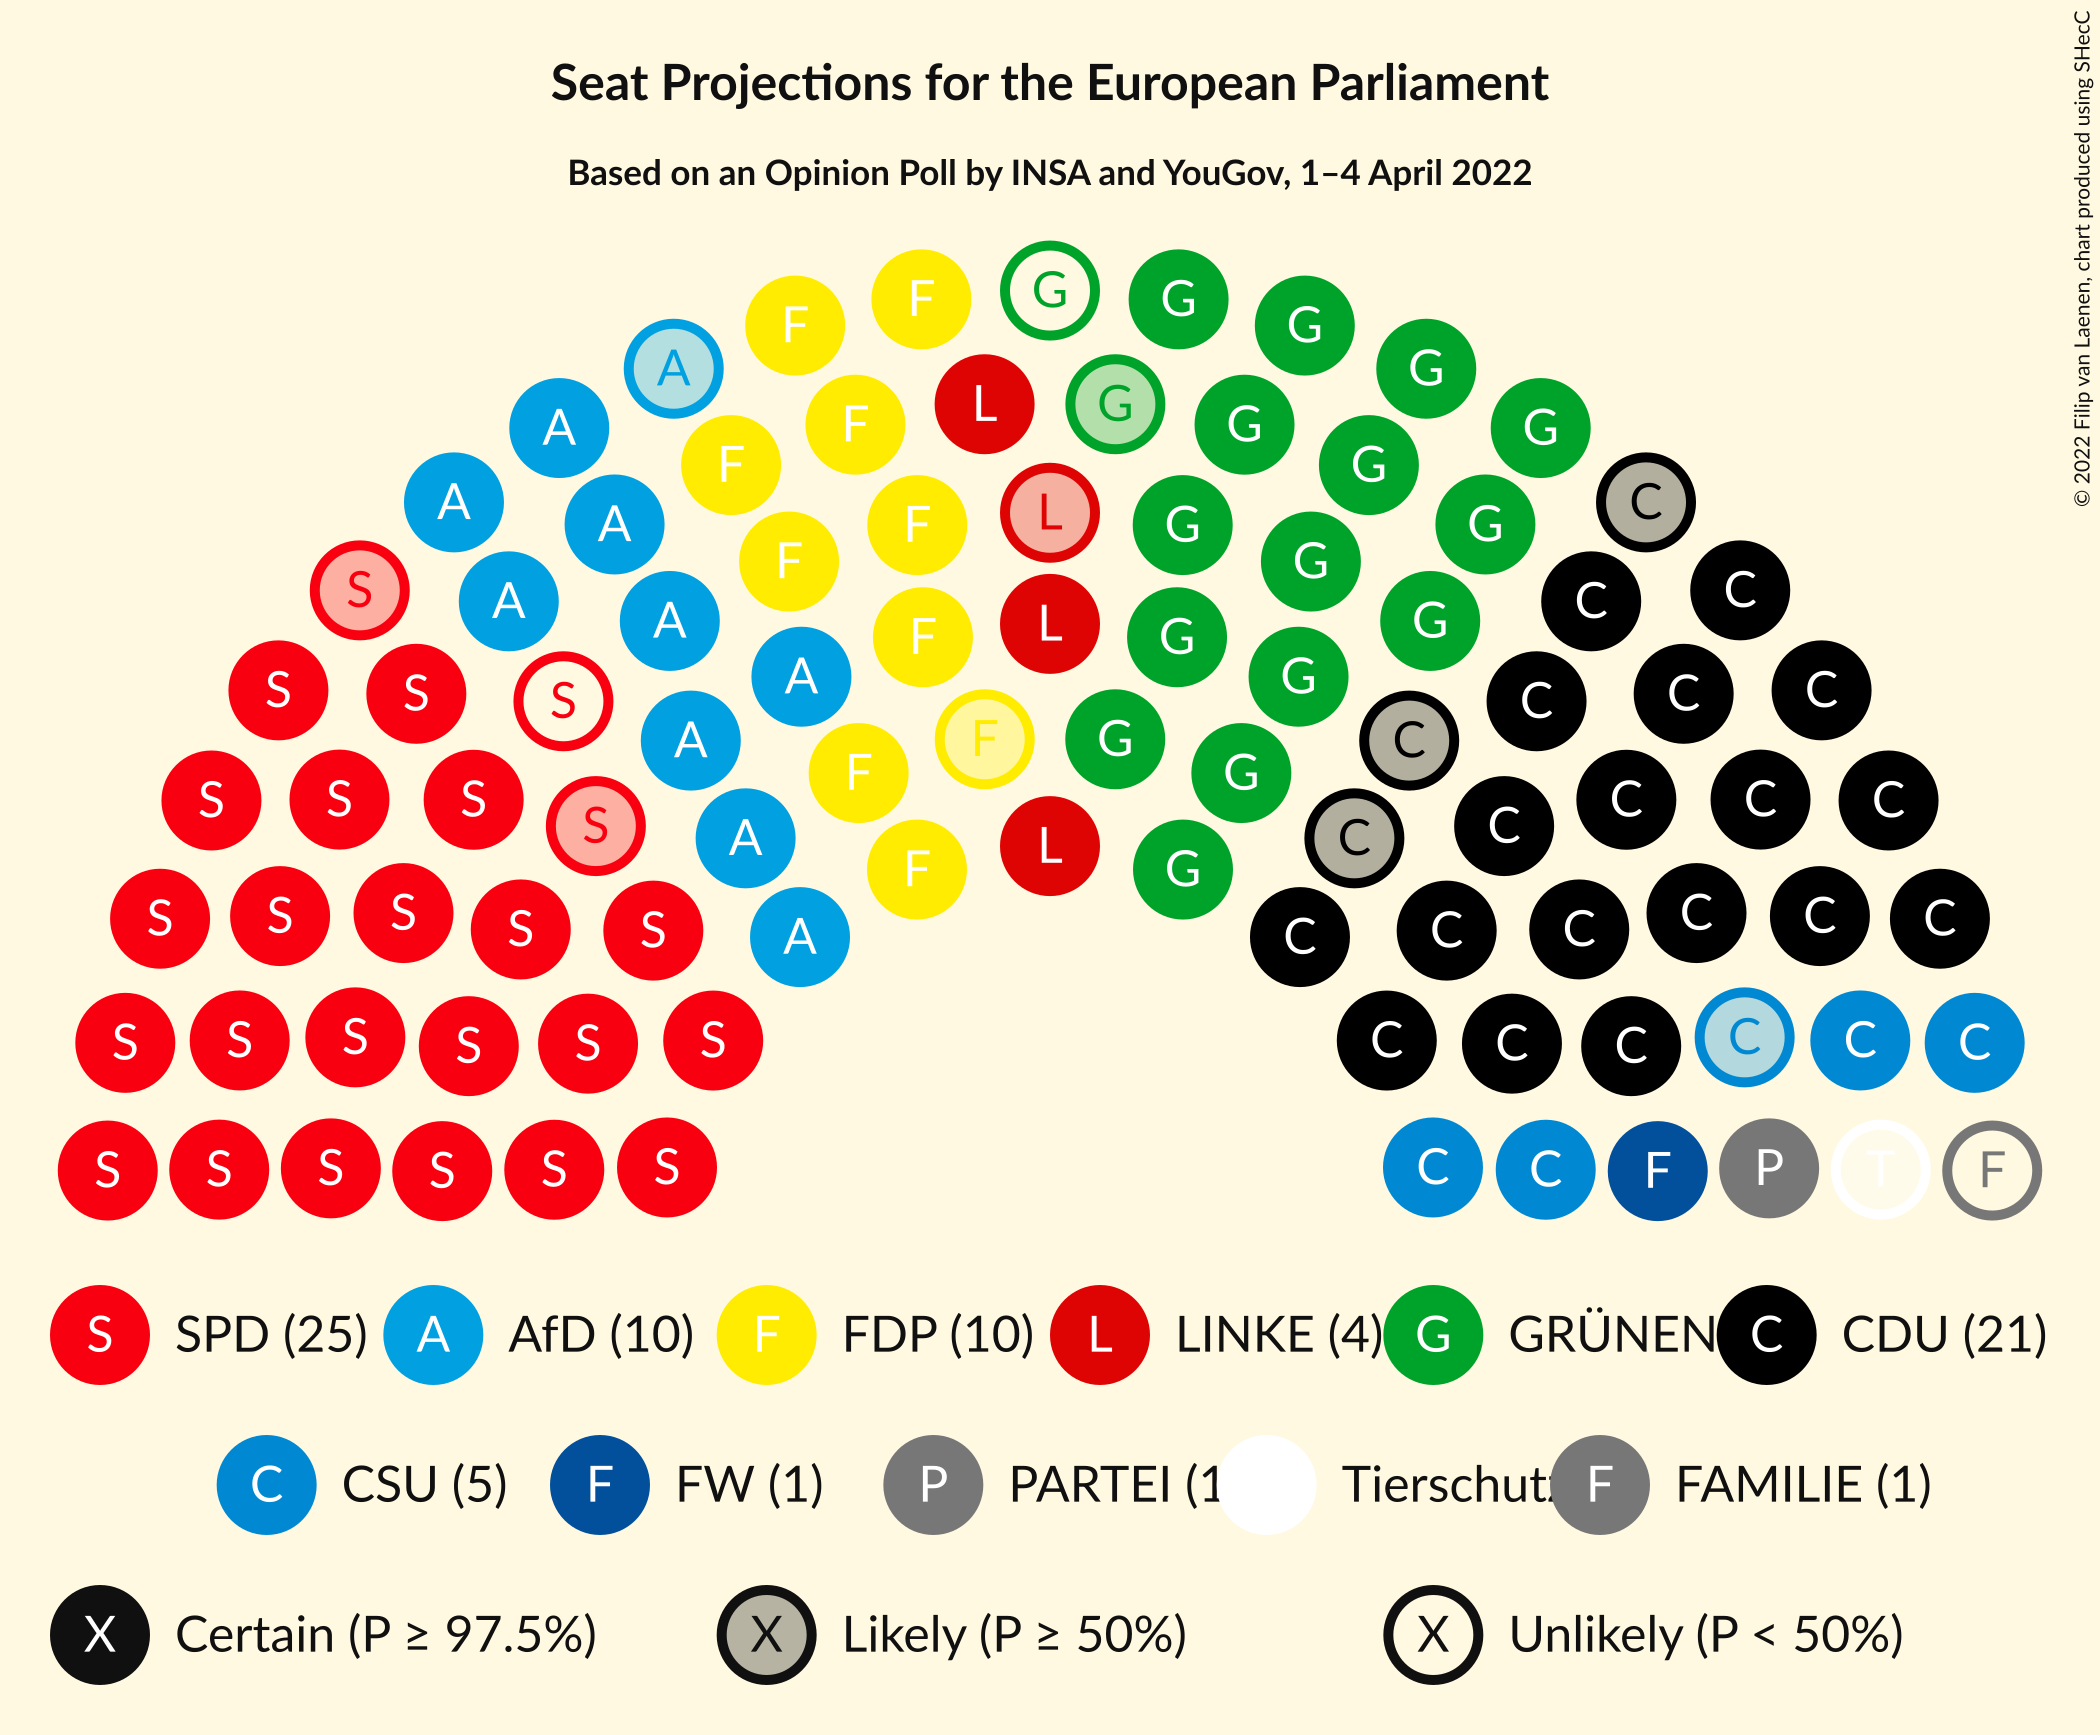 Seat Projections for the European Parliament
Based on an Opinion Poll by INSA and YouGov, 1–4 April 2022
© 2022 Filip van Laenen, chart produced using SHecC
F F G G G
A F L G G G
A F L G G G
A A F F G G G C
S A A F L G G C C
S S S A A F G G C C C C
S S S S A A F F G G C C C C C C
S S S S S A F L G C C C C C C C
S S S S S S C C C C C C
S S S S S S C C F P T F
S SPD (25) A AfD (10) F FDP (10) L LINKE (4) G GRÜNEN C CDU (21)
C CSU (5) F FW (1) P PARTEI (1 Tierschutz F FAMILIE (1)
X Certain (P ≥ 97.5%) X Likely (P ≥ 50%) X Unlikely (P < 50%)